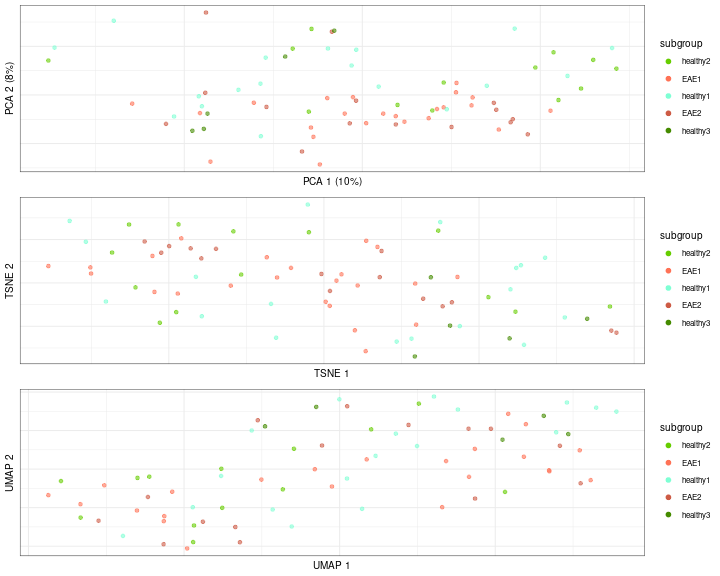 PCA 2 (8%)
PCA 1 (10%)
subgroup
healthy2
EAE1
healthy1
EAE2
healthy3
TSNE 2
TSNE 1
subgroup
healthy2
EAE1
healthy1
EAE2
healthy3
UMAP 2
UMAP 1
subgroup
healthy2
EAE1
healthy1
EAE2
healthy3